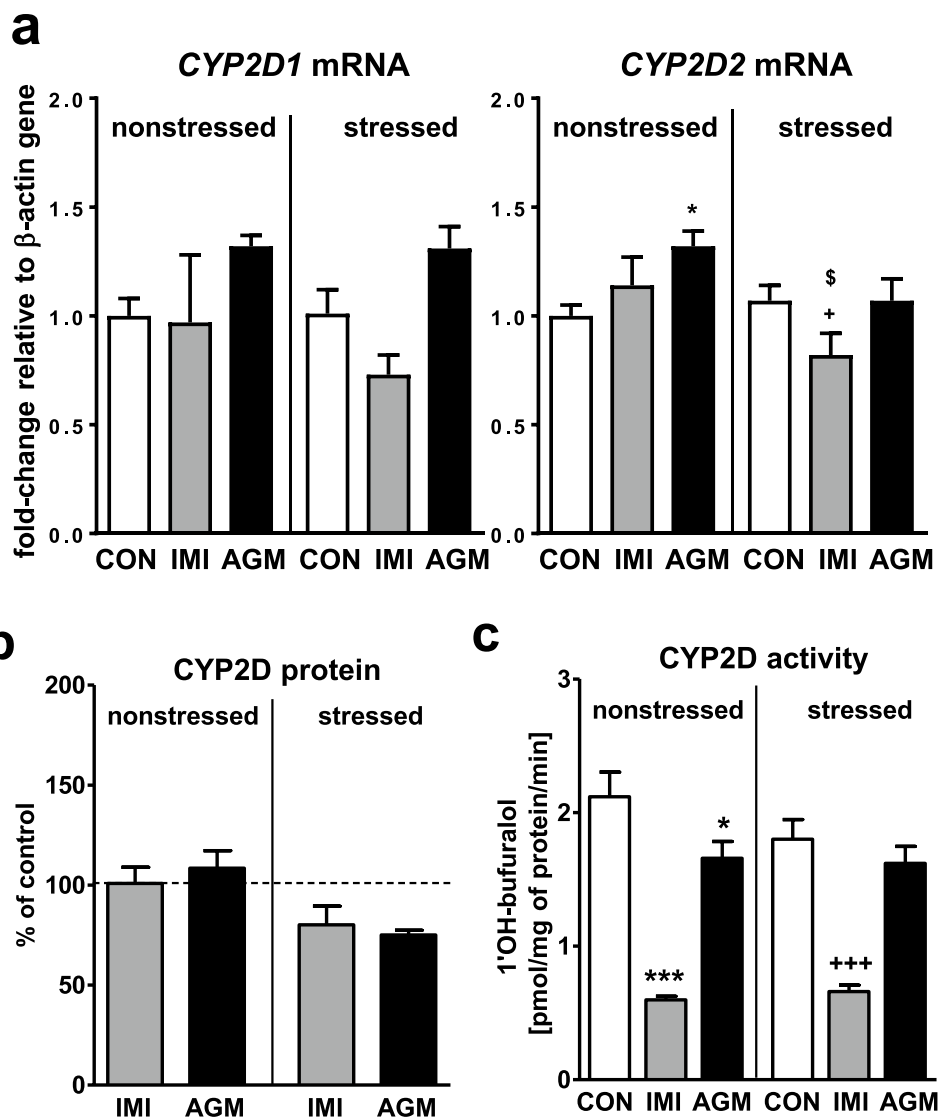 a
CYP2D1 mRNA
CYP2D2 mRNA
fold-change relative to β-actin gene
2.0
1.5
1.0
0.5
0.0
nonstressed
stressed
CON IMI AGM CON IMI AGM
2.0
1.5
1.0
0.5
0.0
nonstressed
stressed
*
$
+
CON IMI AGM CON IMI AGM
b
CYP2D protein
% of control
200
150
100
50
0
nonstressed
stressed
IMI AGM IMI AGM
c
CYP2D activity
1'OH-bufuralol
[pmol/mg of protein/min]
3
2
1
0
nonstressed
stressed
***
*
+++
CON IMI AGM CON IMI AGM